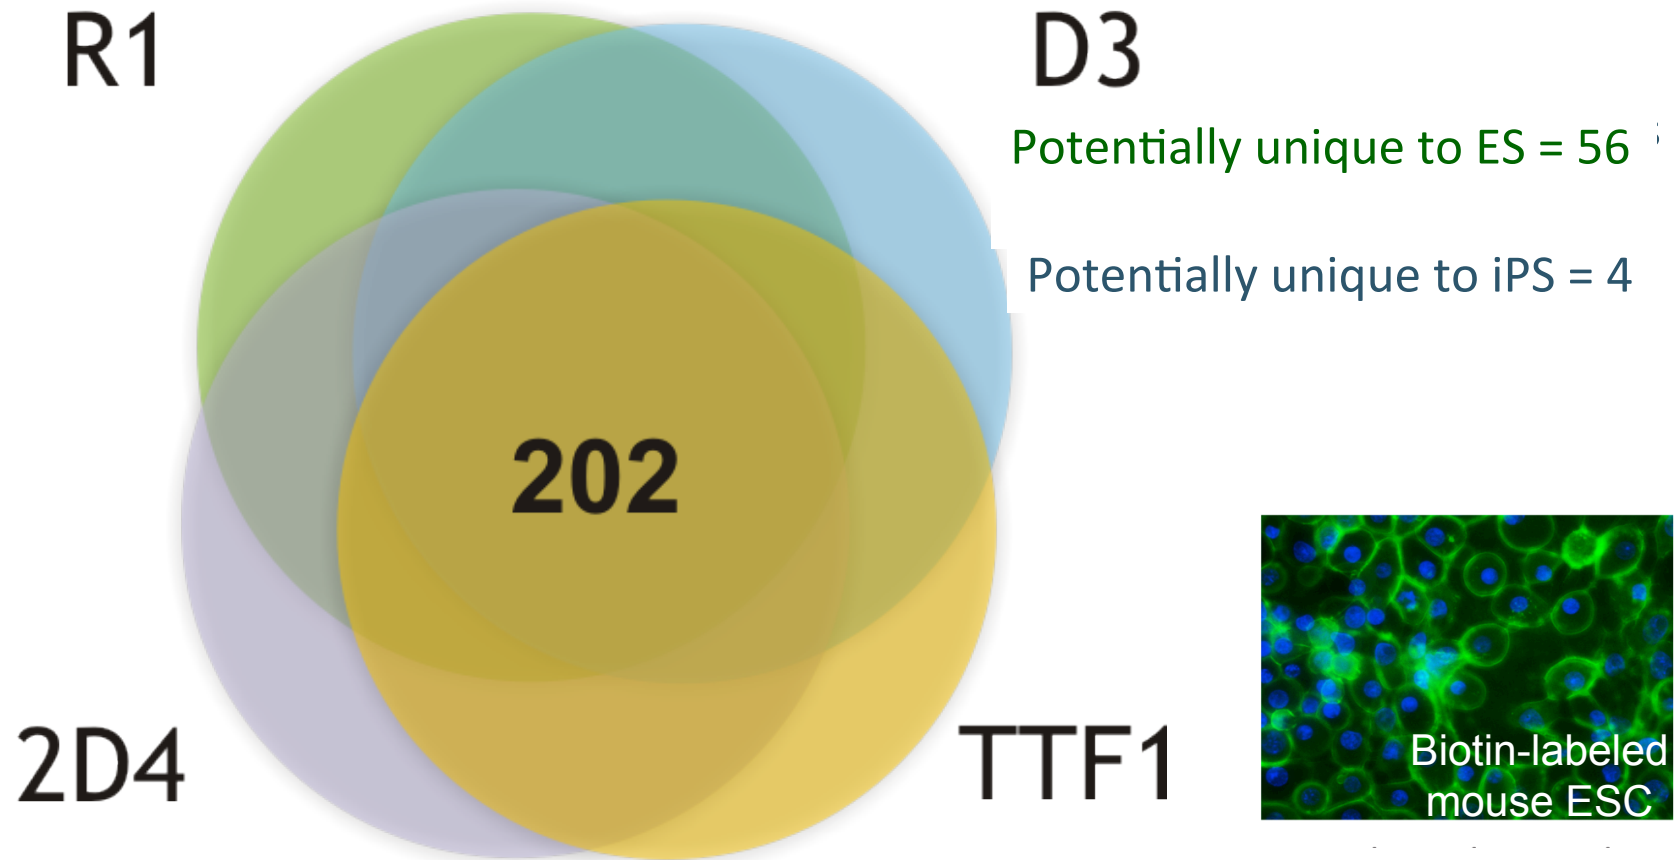 R1
D3
Potentially unique to ES = 56
Potentially unique to iPS = 4
202
2D4
TTF1
Biotin-labeled
mouse ESC